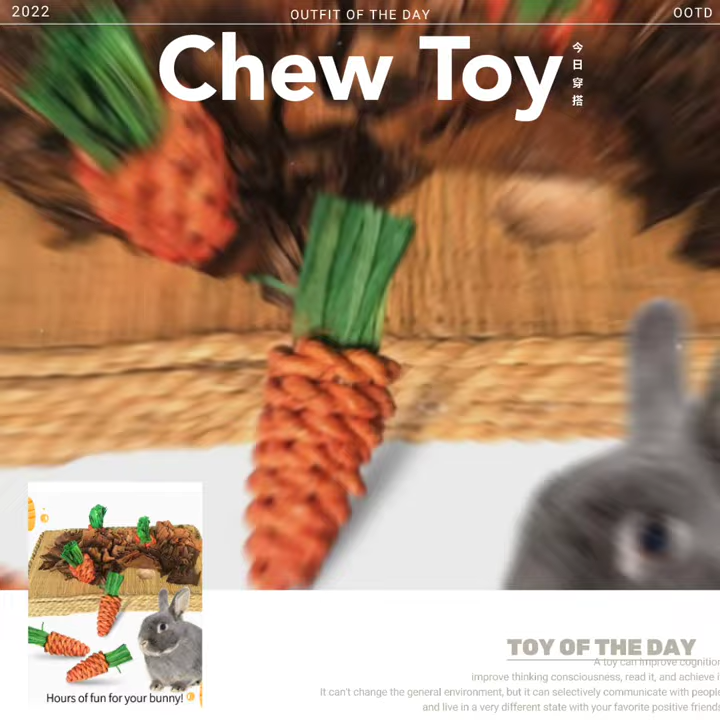 2022
OUTFIT OF THE DAY
OOTD
Chew Toy
今日穿搭
Hours of fun for your bunny!
TOY OF THE DAY
A toy can improve cognition
improve thinking consciousness, read it, and achieve i
It can't change the general environment, but it can selectively communicate with people
and live in a very different state with your favorite positive friends